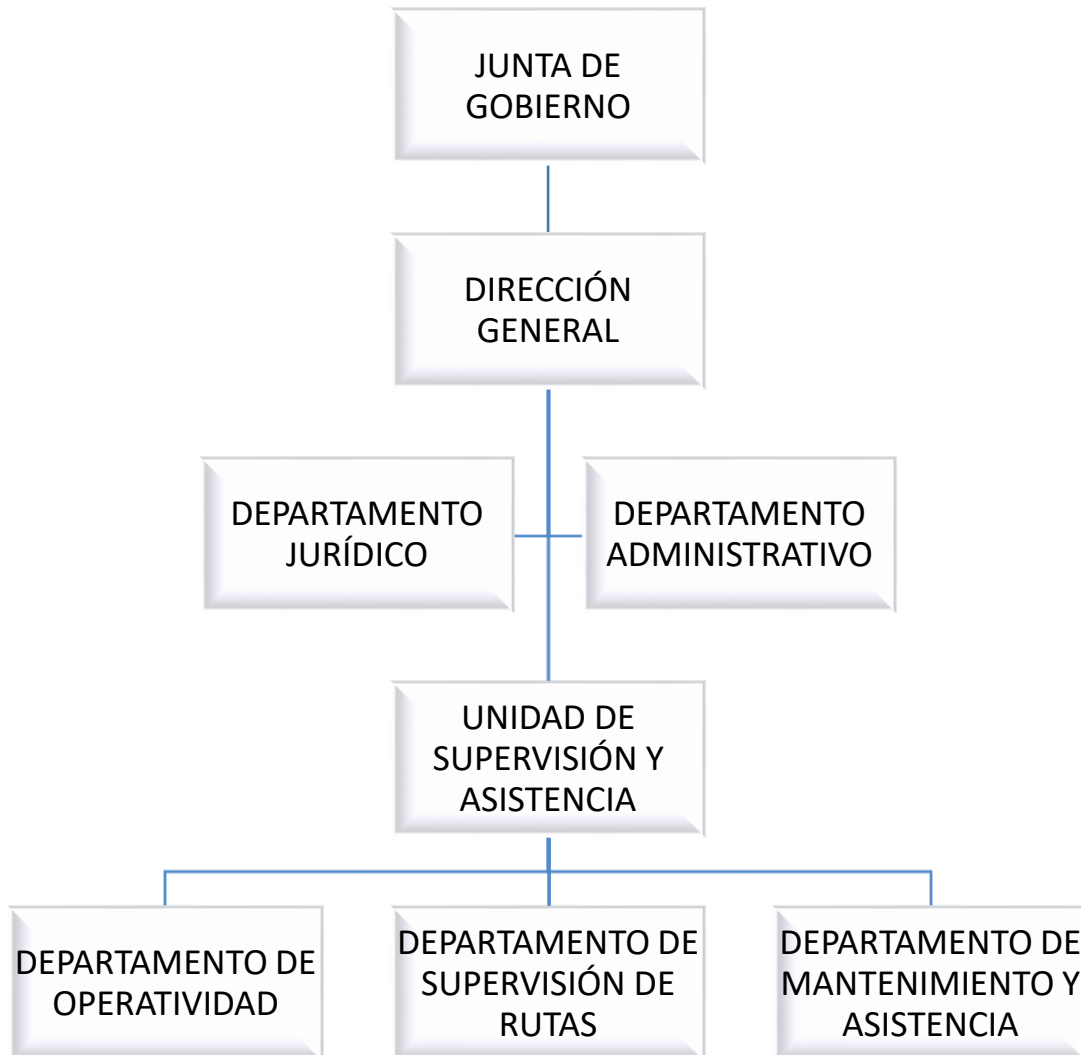 JUNTA DE
GOBIERNO
DIRECCIÓN
GENERAL
DEPARTAMENTO
JURÍDICO
DEPARTAMENTO
ADMINISTRATIVO
UNIDAD DE
SUPERVISIÓN Y
ASISTENCIA
DEPARTAMENTO DE
OPERATIVIDAD
DEPARTAMENTO DE
SUPERVISIÓN DE
RUTAS
DEPARTAMENTO DE
MANTENIMIENTO Y
ASISTENCIA